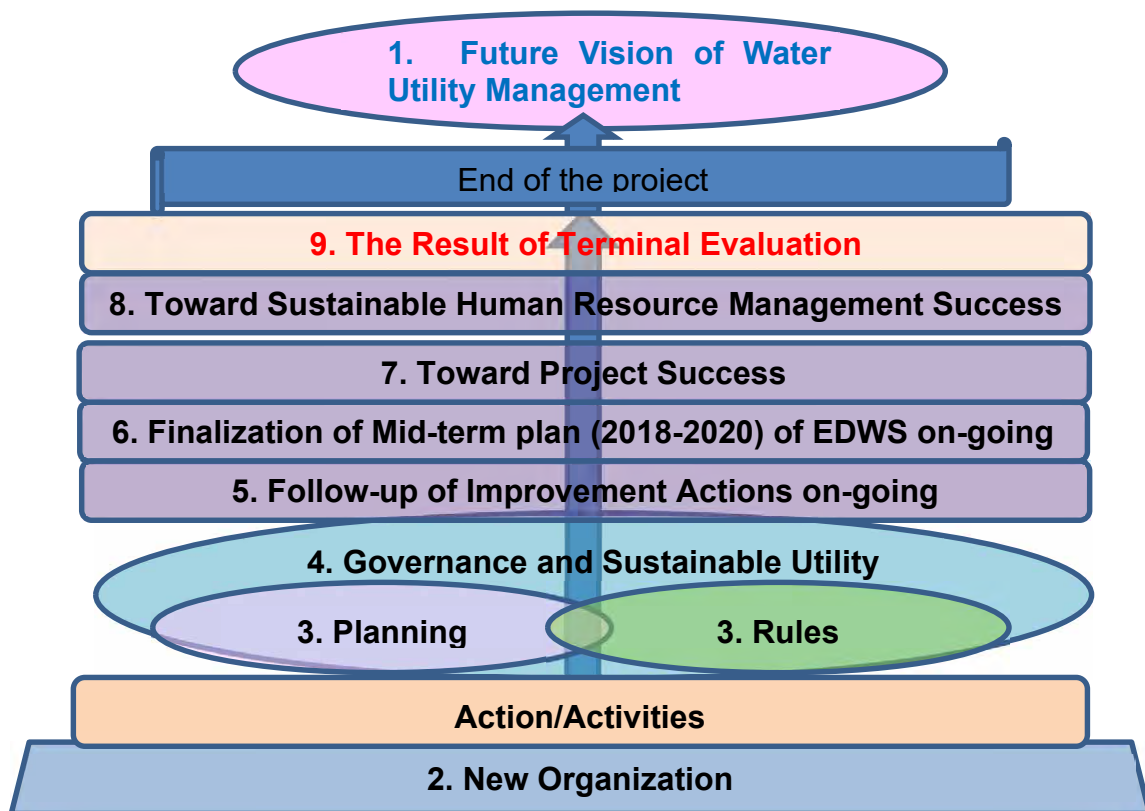 1. Future Vision of Water
Utility Management
End of the project
9. The Result of Terminal Evaluation
8. Toward Sustainable Human Resource Management Success
7. Toward Project Success
6. Finalization of Mid-term plan (2018-2020) of EDWS on-going
5. Follow-up of Improvement Actions on-going
4. Governance and Sustainable Utility
3. Planning
3. Rules
Action/Activities
2. New Organization